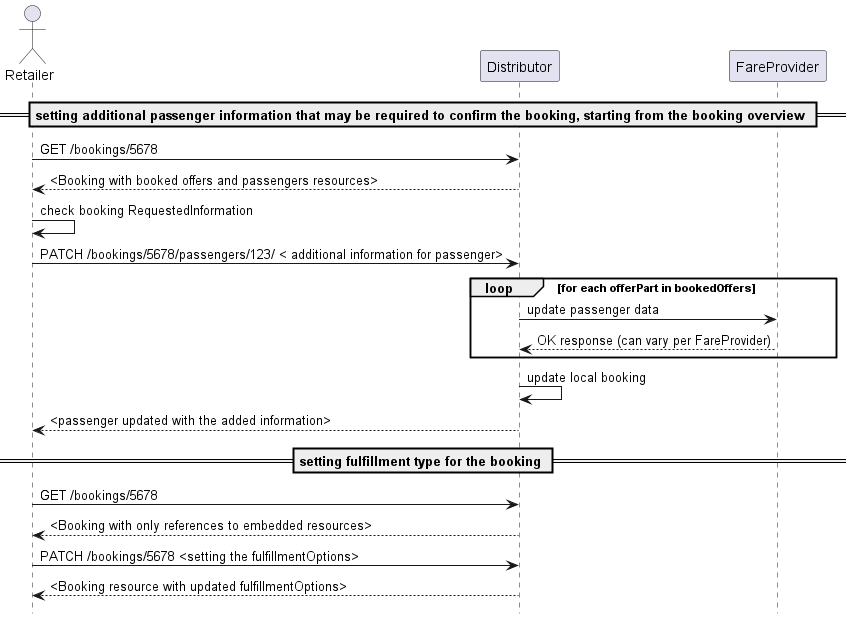 Retailer
Distributor
FareProvider
setting additional passenger information that may be required to confirm the booking, starting from the booking overview
GET /bookings/5678
<Booking with booked offers and passengers resources>
check booking RequestedInformation
PATCH /bookings/5678/passengers/123/ < additional information for passenger>
loop [for each offerPart in bookedOffers]
update passenger data
OK response (can vary per FareProvider)
update local booking
<passenger updated with the added information>
setting fulfillment type for the booking
GET /bookings/5678
<Booking with only references to embedded resources>
PATCH /bookings/5678 <setting the fulfillmentOptions>
<Booking resource with updated fulfillmentOptions>